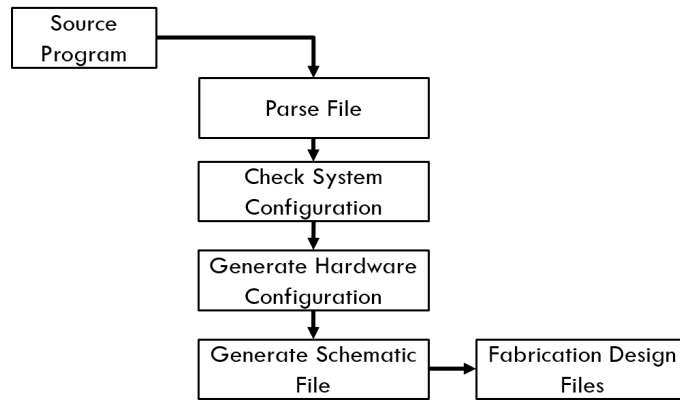 Source
Program
Parse File
Check System
Configuration
Generate Hardware
Configuration
Generate Schematic
File
Fabrication Design
Files